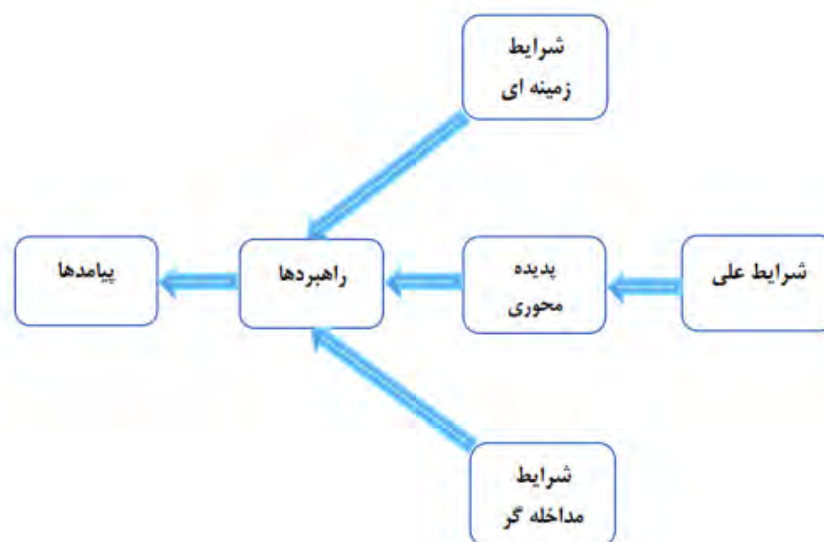 شرایط
زمینه ای
شرایط علی
پدیده
محوری
راهبردها
پیامدها
شرایط
مداخله گر